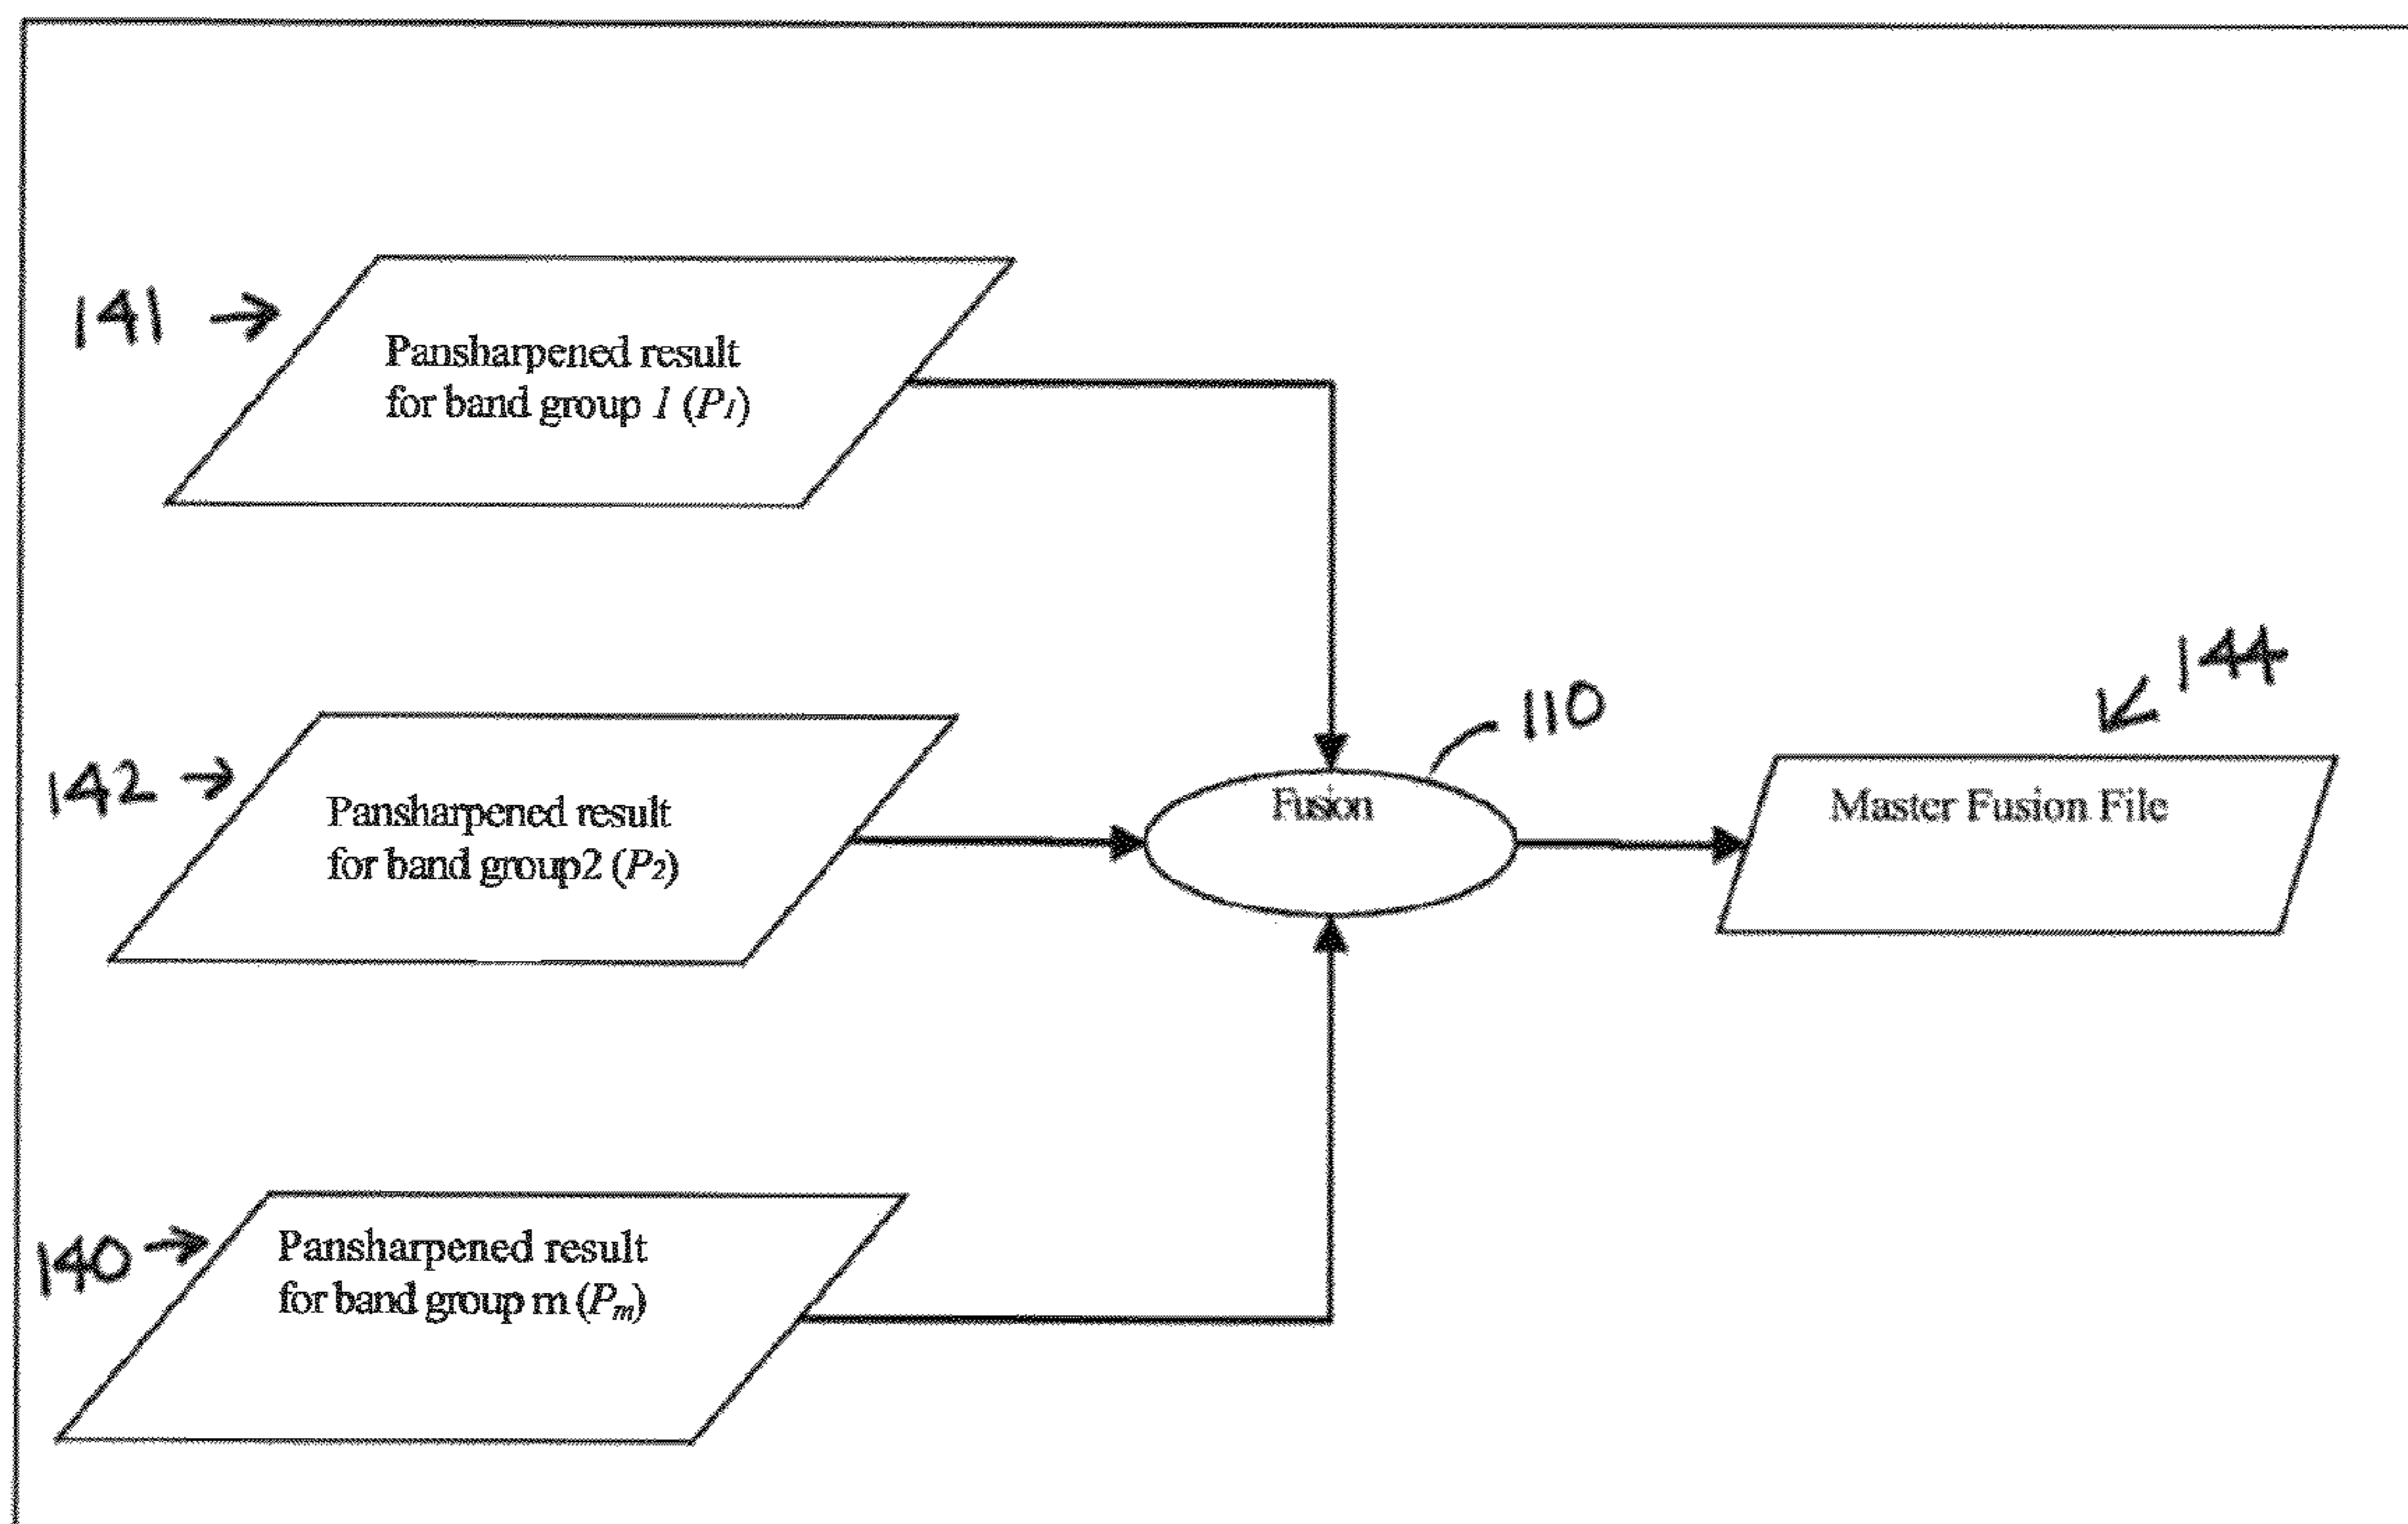 141 →
Pansharpened result
for band group 1 (P1)
142 →
Pansharpened result
for band group2 (P2)
Fusion
110
144
Master Fusion File
140 →
Pansharpened result
for band group m (Pm)